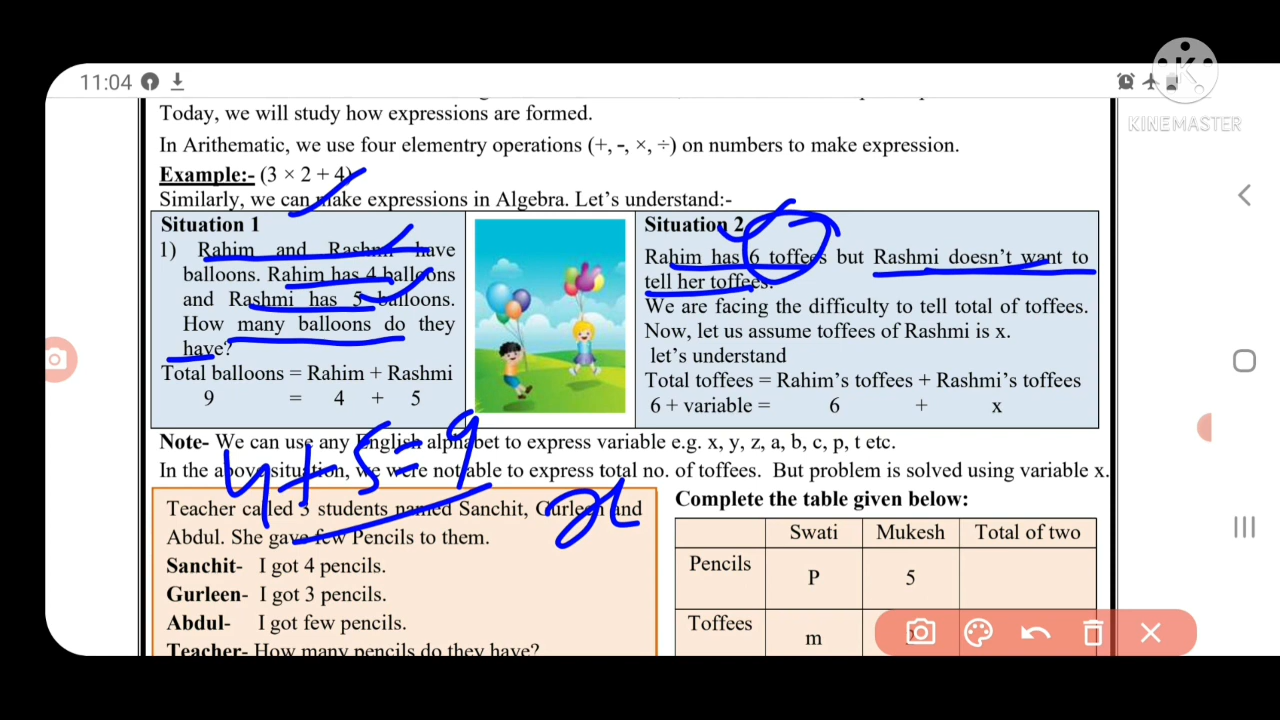 11:04
KINEMASTER
Today, we will study how expressions are formed.
In Arithematic, we use four elementry operations (+, -, ×, ÷) on numbers to make expression.
Example:- (3 × 2 + 4)
Similarly, we can make expressions in Algebra. Let's understand:-
Situation 1
1) Rahim and Rashmi have
balloons. Rahim has 4 balloons
and Rashmi has 5 balloons.
How many balloons do they
have?
Total balloons = Rahim + Rashmi
9 = 4 + 5
Situation 2
Rahim has 6 toffees but Rashmi doesn't want to
tell her toffees.
We are facing the difficulty to tell total of toffees.
Now, let us assume toffees of Rashmi is x.
let's understand
Total toffees = Rahim's toffees + Rashmi's toffees
6 + variable = 6 + x
Note- We can use any English alphabet to express variable e.g. x, y, z, a, b, c, p, t etc.
In the above situation, we were not able to express total no. of toffees. But problem is solved using variable x.
4+5=9
x
Teacher called 3 students named Sanchit, Gurleen and
Abdul. She gave few Pencils to them.
Sanchit- I got 4 pencils.
Gurleen- I got 3 pencils.
Abdul- I got few pencils.
Teacher- How many pencils do they have?
Complete the table given below:
Swati Mukesh Total of two
Pencils P 5
Toffees m